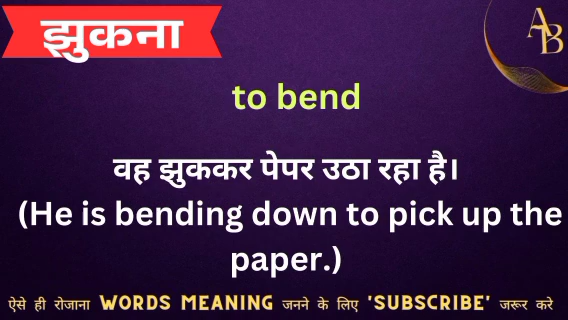 झुकना
AB
to bend
वह झुककर पेपर उठा रहा है।
(He is bending down to pick up the
paper.)
ऐसे ही रोजाना WORDS MEANING जनने के लिए 'SUBSCRIBE' जरूर करे